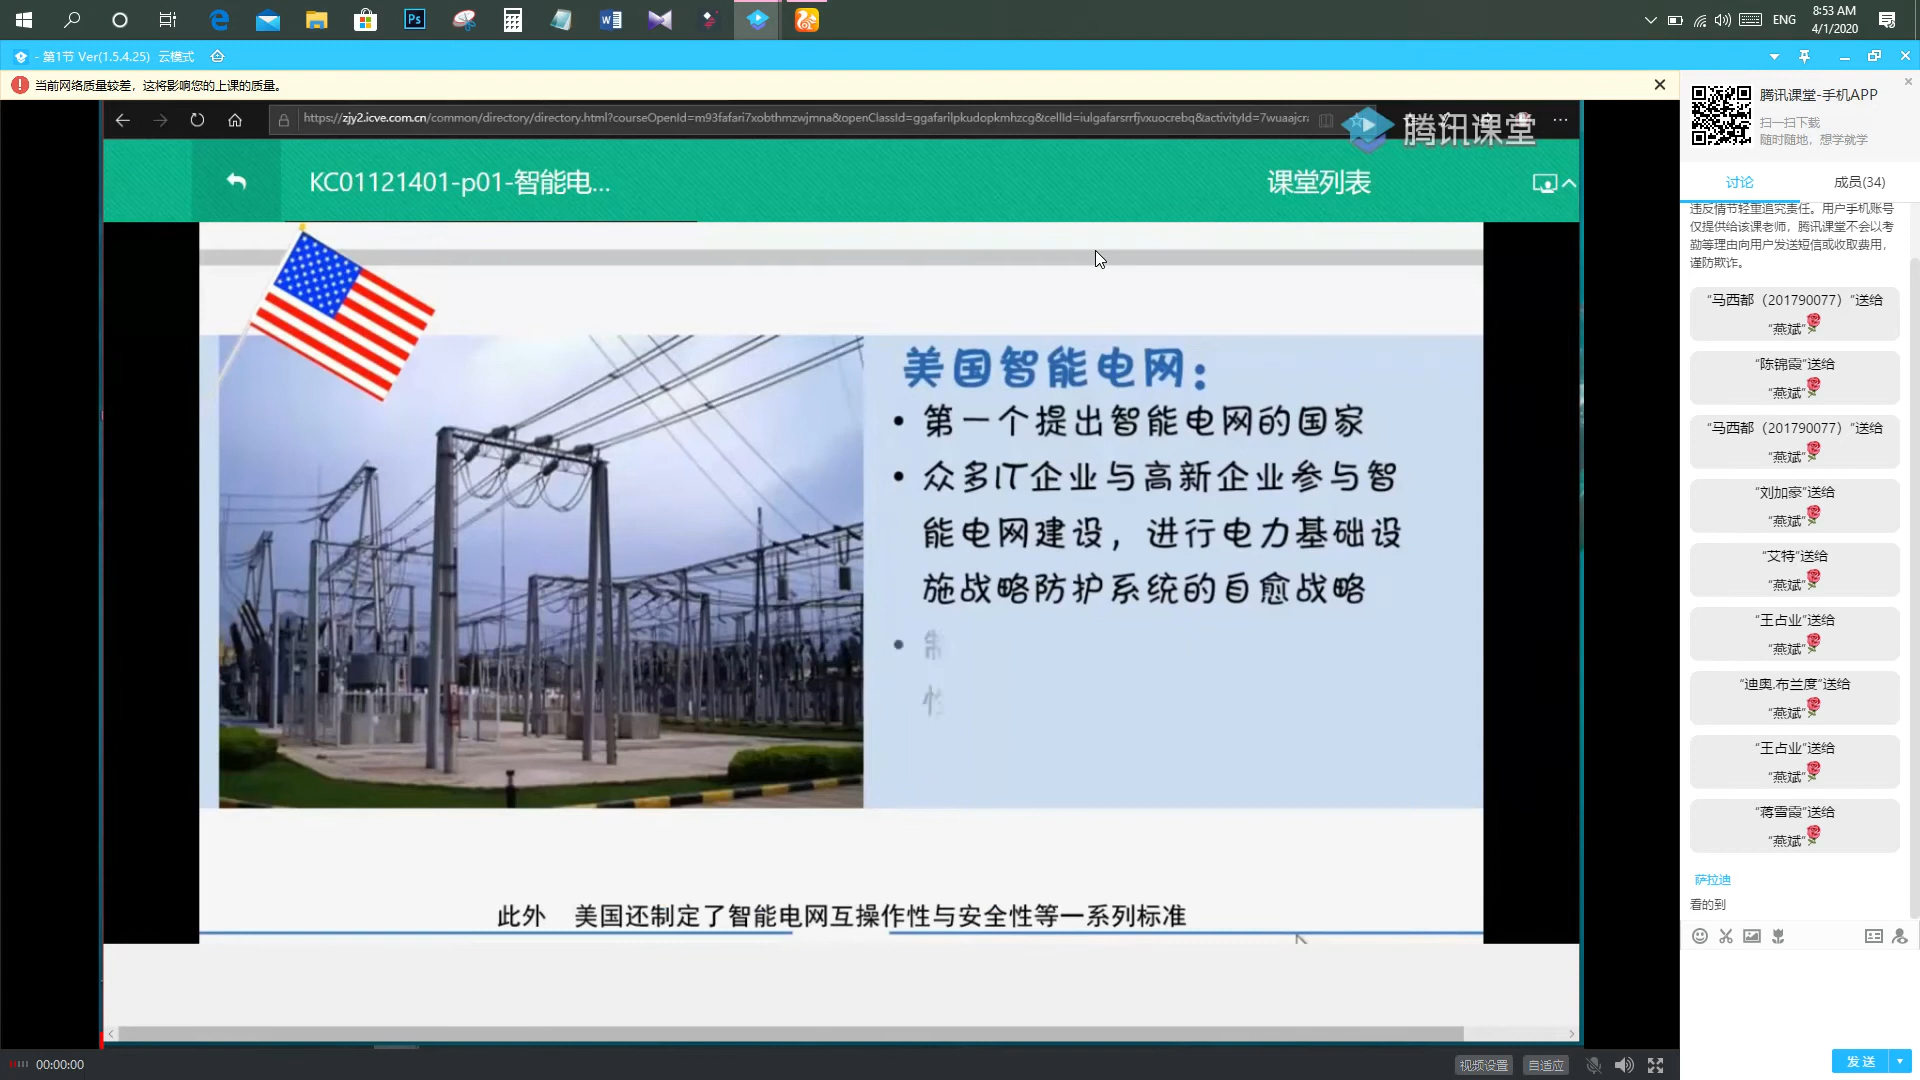 8:53 AM
ENG
4/1/2020
- 第1节 Ver(1.5.4.25) 云模式
当前网络质量较差，这将影响您的上课的质量。
https://zjy2.icve.com.cn/common/directory/directory.html?courseOpenId=m93fafari7xobthmzwjmna&openClassId=ggafarilpkudopkmhzcg&cellId=iulgafarsrrfjvxuocrebq&activityId=7wuaajcr
腾讯课堂
KC01121401-p01-智能电...
课堂列表
美国智能电网：
• 第一个提出智能电网的国家
• 众多IT企业与高新企业参与智
能电网建设，进行电力基础设
施战略防护系统的自愈战略
•
此外 美国还制定了智能电网互操作性与安全性等一系列标准
00:00:00
视频设置
自适应
腾讯课堂-手机APP
扫一扫下载
随时随地，想学就学
讨论
成员(34)
违反情节轻重追究责任。用户手机账号
仅提供给该课老师，腾讯课堂不会以考
勤等理由向用户发送短信或收取费用，
谨防欺诈。
“马西都（201790077）”送给
“燕斌”
“陈锦霞”送给
“燕斌”
“马西都（201790077）”送给
“燕斌”
“刘加豪”送给
“燕斌”
“艾特”送给
“燕斌”
“王占业”送给
“燕斌”
“迪奥.布兰度”送给
“燕斌”
“王占业”送给
“燕斌”
“蒋雪霞”送给
“燕斌”
萨拉迪
看的到
发送